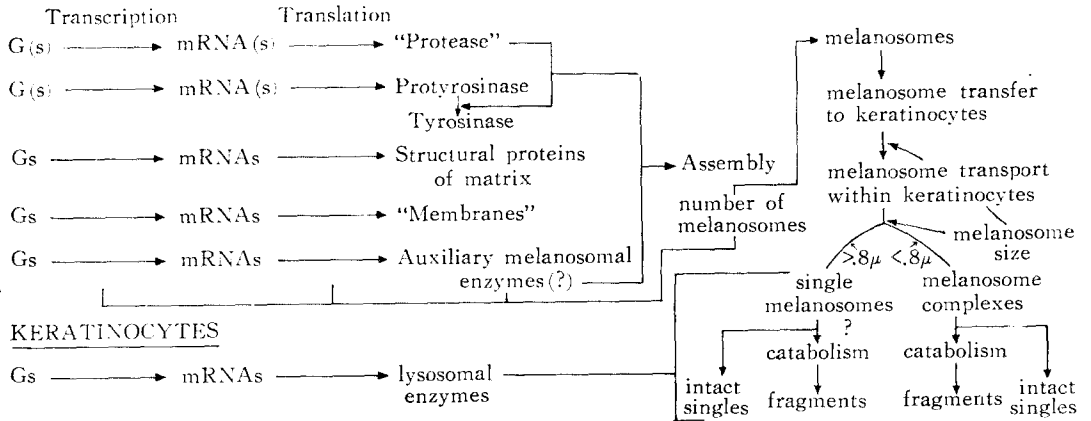 Transcription Translation
G(s) mRNA(s) "Protease"
G(s) mRNA(s) Protyrosinase
Tyrosinase
Gs mRNAs Structural proteins
of matrix
Gs mRNAs "Membranes"
Gs mRNAs Auxiliary melanosomal
enzymes(?)
Assembly
number of
melanosomes
melanosomes
melanosome transfer
to keratinocytes
melanosome transport
within keratinocytes
melanosome
size
>.8μ <.8μ
single
melanosomes
melanosome
complexes
?
catabolism
catabolism
intact
singles
fragments
fragments
intact
singles
KERATINOCYTES
Gs mRNAs lysosomal
enzymes